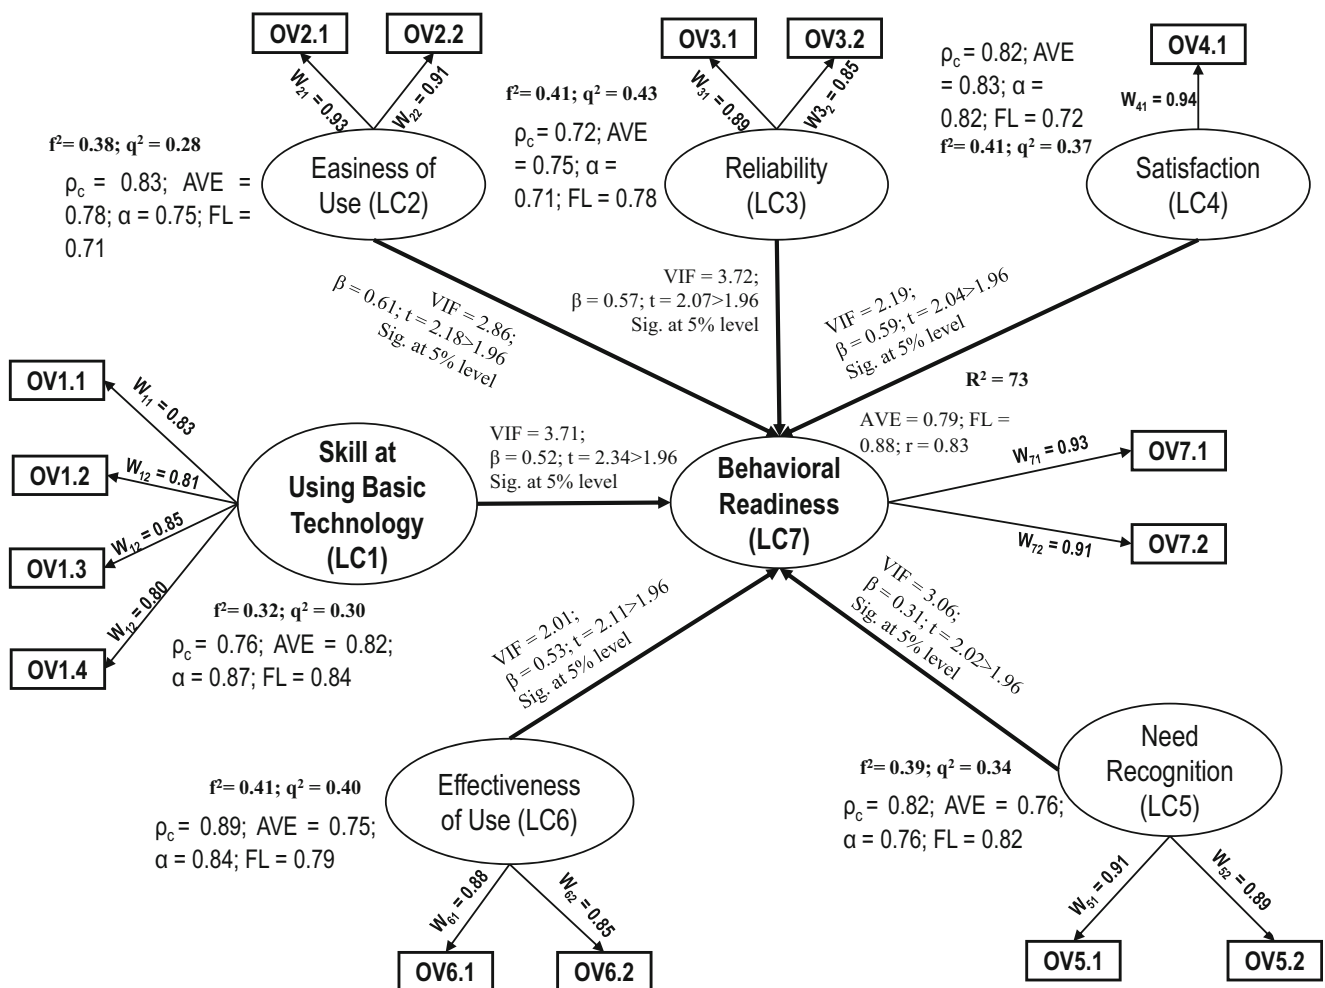 OV2.1
OV2.2
W21 = 0.93
W22 = 0.91
f²= 0.38; q² = 0.28
ρc = 0.83; AVE =
0.78; α = 0.75; FL =
0.71
Easiness of
Use (LC2)
OV3.1
OV3.2
W31 = 0.89
W32 = 0.85
f²= 0.41; q² = 0.43
ρc = 0.72; AVE
= 0.75; α =
0.71; FL = 0.78
Reliability
(LC3)
OV4.1
W41 = 0.94
ρc = 0.82; AVE
= 0.83; α =
0.82; FL = 0.72
f²= 0.41; q² = 0.37
Satisfaction
(LC4)
VIF = 2.86;
β = 0.61; t = 2.18>1.96
Sig. at 5% level
VIF = 3.72;
β = 0.57; t = 2.07>1.96
Sig. at 5% level
VIF = 2.19;
β = 0.59; t = 2.04>1.96
Sig. at 5% level
R² = 73
OV1.1
OV1.2
OV1.3
OV1.4
W11 = 0.83
W12 = 0.81
W12 = 0.85
W12 = 0.80
Skill at
Using Basic
Technology
(LC1)
f²= 0.32; q² = 0.30
ρc = 0.76; AVE = 0.82;
α = 0.87; FL = 0.84
VIF = 3.71;
β = 0.52; t = 2.34>1.96
Sig. at 5% level
Behavioral
Readiness
(LC7)
AVE = 0.79; FL =
0.88; r = 0.83
W71 = 0.93
W72 = 0.91
OV7.1
OV7.2
VIF = 2.01;
β = 0.53; t = 2.11>1.96
Sig. at 5% level
VIF = 3.06;
β = 0.31; t = 2.02>1.96
Sig. at 5% level
f²= 0.41; q² = 0.40
ρc = 0.89; AVE = 0.75;
α = 0.84; FL = 0.79
Effectiveness
of Use (LC6)
W61 = 0.88
W62 = 0.85
OV6.1
OV6.2
f²= 0.39; q² = 0.34
ρc = 0.82; AVE = 0.76;
α = 0.76; FL = 0.82
Need
Recognition
(LC5)
W51 = 0.91
W52 = 0.89
OV5.1
OV5.2